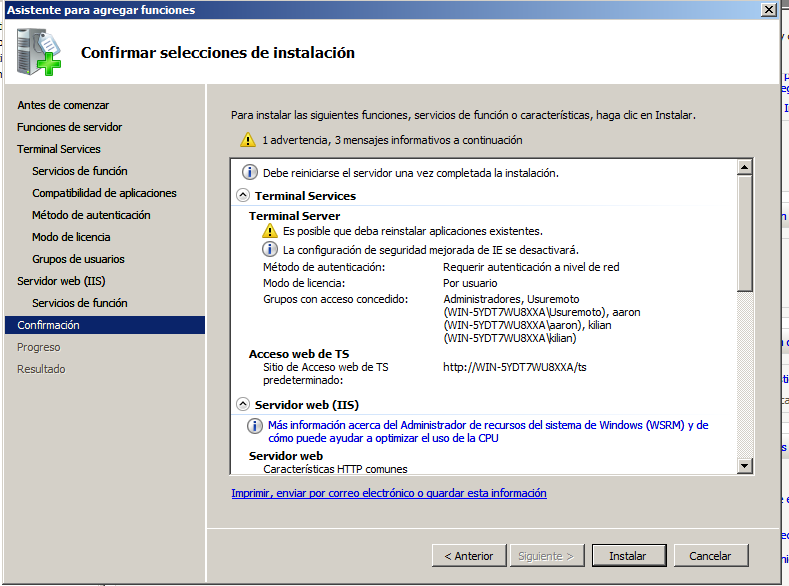 Asistente para agregar funciones
Confirmar selecciones de instalación
Antes de comenzar
Funciones de servidor
Terminal Services
Servicios de función
Compatibilidad de aplicaciones
Método de autenticación
Modo de licencia
Grupos de usuarios
Servidor web (IIS)
Servicios de función
Confirmación
Progreso
Resultado
Para instalar las siguientes funciones, servicios de función o características, haga clic en Instalar.
1 advertencia, 3 mensajes informativos a continuación
Debe reiniciarse el servidor una vez completada la instalación.
Terminal Services
Terminal Server
Es posible que deba reinstalar aplicaciones existentes.
La configuración de seguridad mejorada de IE se desactivará.
Método de autenticación: Requerir autenticación a nivel de red
Modo de licencia: Por usuario
Grupos con acceso concedido: Administradores, Usuremoto
(WIN-5YDT7WU8XXA\Usuremoto), aaron
(WIN-5YDT7WU8XXA\aaron), kilian
(WIN-5YDT7WU8XXA\kilian)
Acceso web de TS
Sitio de Acceso web de TS http://WIN-5YDT7WU8XXA/ts
predeterminado:
Servidor web (IIS)
Más información acerca del Administrador de recursos del sistema de Windows (WSRM) y de
cómo puede ayudar a optimizar el uso de la CPU
Servidor web
Características HTTP comunes
Imprimir, enviar por correo electrónico o guardar esta información
< Anterior
Siguiente >
Instalar
Cancelar